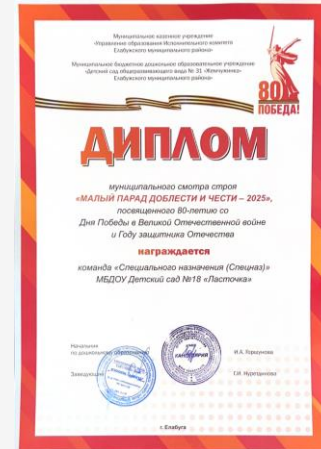 Муниципальное казенное учреждение
«Управление образования Исполнительного комитета
Елабужского муниципального района»
Муниципальное бюджетное дошкольное образовательное учреждение
«Детский сад общеразвивающего вида № 31 «Жемчужинка»
Елабужского муниципального района»
80
ПОБЕДА!
ДИПЛОМ
муниципального смотра строя
«МАЛЫЙ ПАРАД ДОБЛЕСТИ И ЧЕСТИ – 2025»,
посвященного 80-летию со
Дня Победы в Великой Отечественной войне
и Году защитника Отечества
награждается
команда «Специального назначения (Спецназ)»
МБДОУ Детский сад №18 «Ласточка»
Начальник
по дошкольному образованию
И.А. Горшунова
КАНЦЕЛЯРИЯ
Заведующий
Г.И. Нуретдинова
г. Елабуга